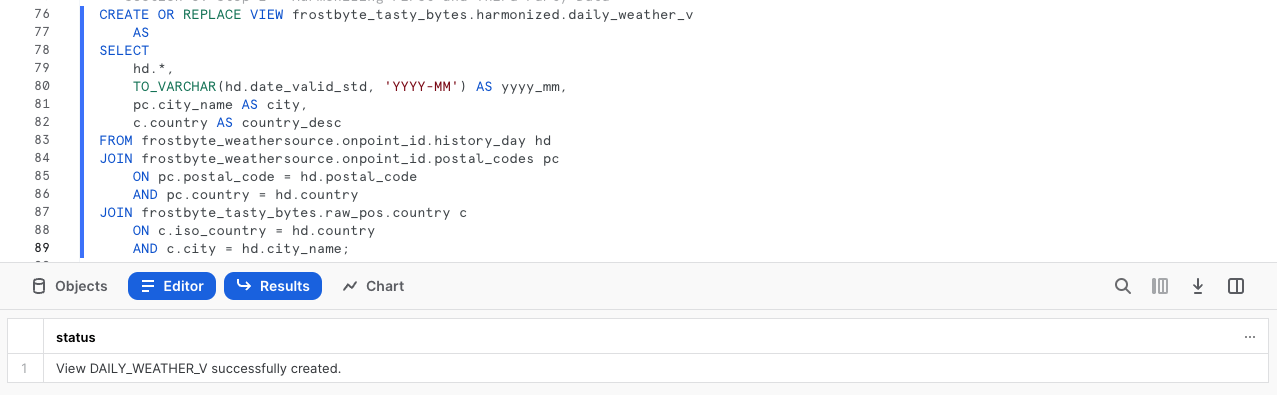 76 CREATE OR REPLACE VIEW frostbyte_tasty_bytes.harmonized.daily_weather_v
77 AS
78 SELECT
79 hd.*,
80 TO_VARCHAR(hd.date_valid_std, 'YYYY-MM') AS yyyy_mm,
81 pc.city_name AS city,
82 c.country AS country_desc
83 FROM frostbyte_weathersource.onpoint_id.history_day hd
84 JOIN frostbyte_weathersource.onpoint_id.postal_codes pc
85 ON pc.postal_code = hd.postal_code
86 AND pc.country = hd.country
87 JOIN frostbyte_tasty_bytes.raw_pos.country c
88 ON c.iso_country = hd.country
89 AND c.city = hd.city_name;
Objects Editor Results Chart
status ...
1 View DAILY_WEATHER_V successfully created.